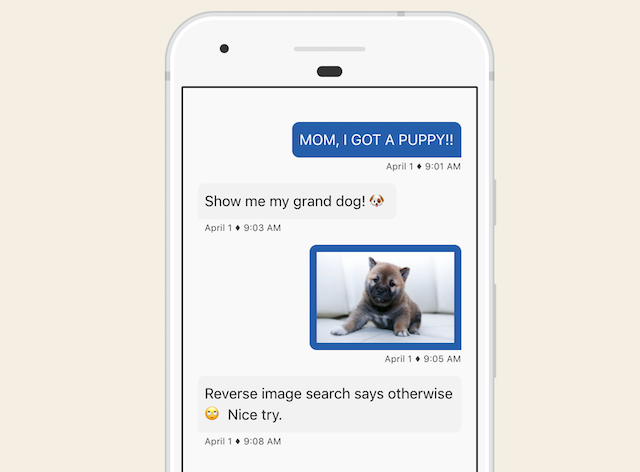 MOM, I GOT A PUPPY!!
April 1 ♦ 9:01 AM
Show me my grand dog! 🐶
April 1 ♦ 9:03 AM
April 1 ♦ 9:05 AM
Reverse image search says otherwise
🙄 Nice try.
April 1 ♦ 9:08 AM